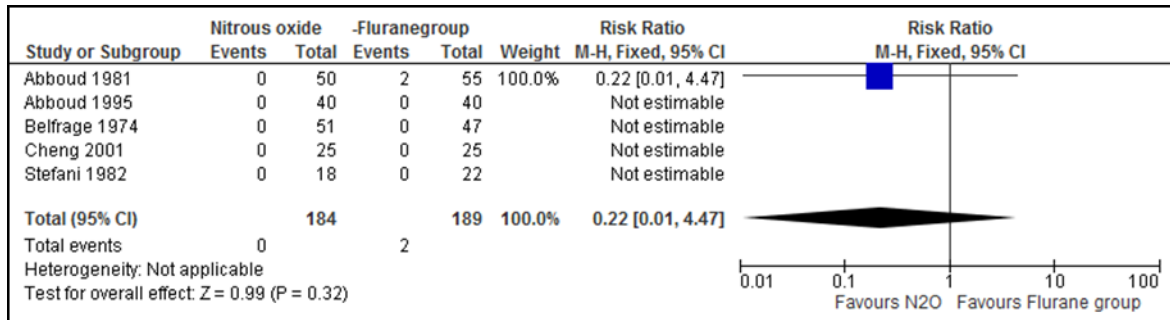 Nitrous oxide -Fluranegroup Risk Ratio Risk Ratio
Study or Subgroup Events Total Events Total Weight M-H, Fixed, 95% CI M-H, Fixed, 95% CI
Abboud 1981 0 50 2 55 100.0% 0.22 [0.01, 4.47]
Abboud 1995 0 40 0 40 Not estimable
Belfrage 1974 0 51 0 47 Not estimable
Cheng 2001 0 25 0 25 Not estimable
Stefani 1982 0 18 0 22 Not estimable
Total (95% CI) 184 189 100.0% 0.22 [0.01, 4.47]
Total events 0 2
Heterogeneity: Not applicable
Test for overall effect: Z = 0.99 (P = 0.32)
0.01 0.1 1 10 100
Favours N2O Favours Flurane group